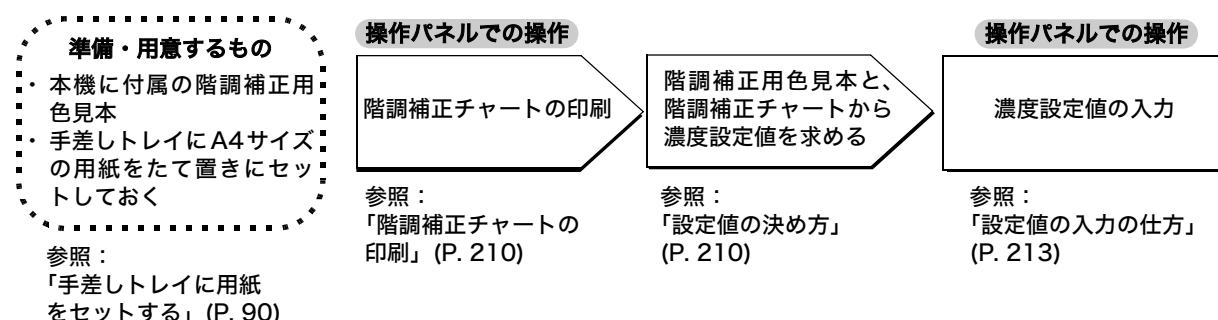 準備・用意するもの
・ 本機に付属の階調補正用
色見本
・ 手差しトレイにA4サイズ
の用紙をたて置きにセッ
トしておく
参照：
「手差しトレイに用紙
をセットする」(P. 90)
操作パネルでの操作
階調補正チャートの印刷
参照：
「階調補正チャートの
印刷」(P. 210)
階調補正用色見本と、
階調補正チャートから
濃度設定値を求める
参照：
「設定値の決め方」
(P. 210)
操作パネルでの操作
濃度設定値の入力
参照：
「設定値の入力の仕方」
(P. 213)